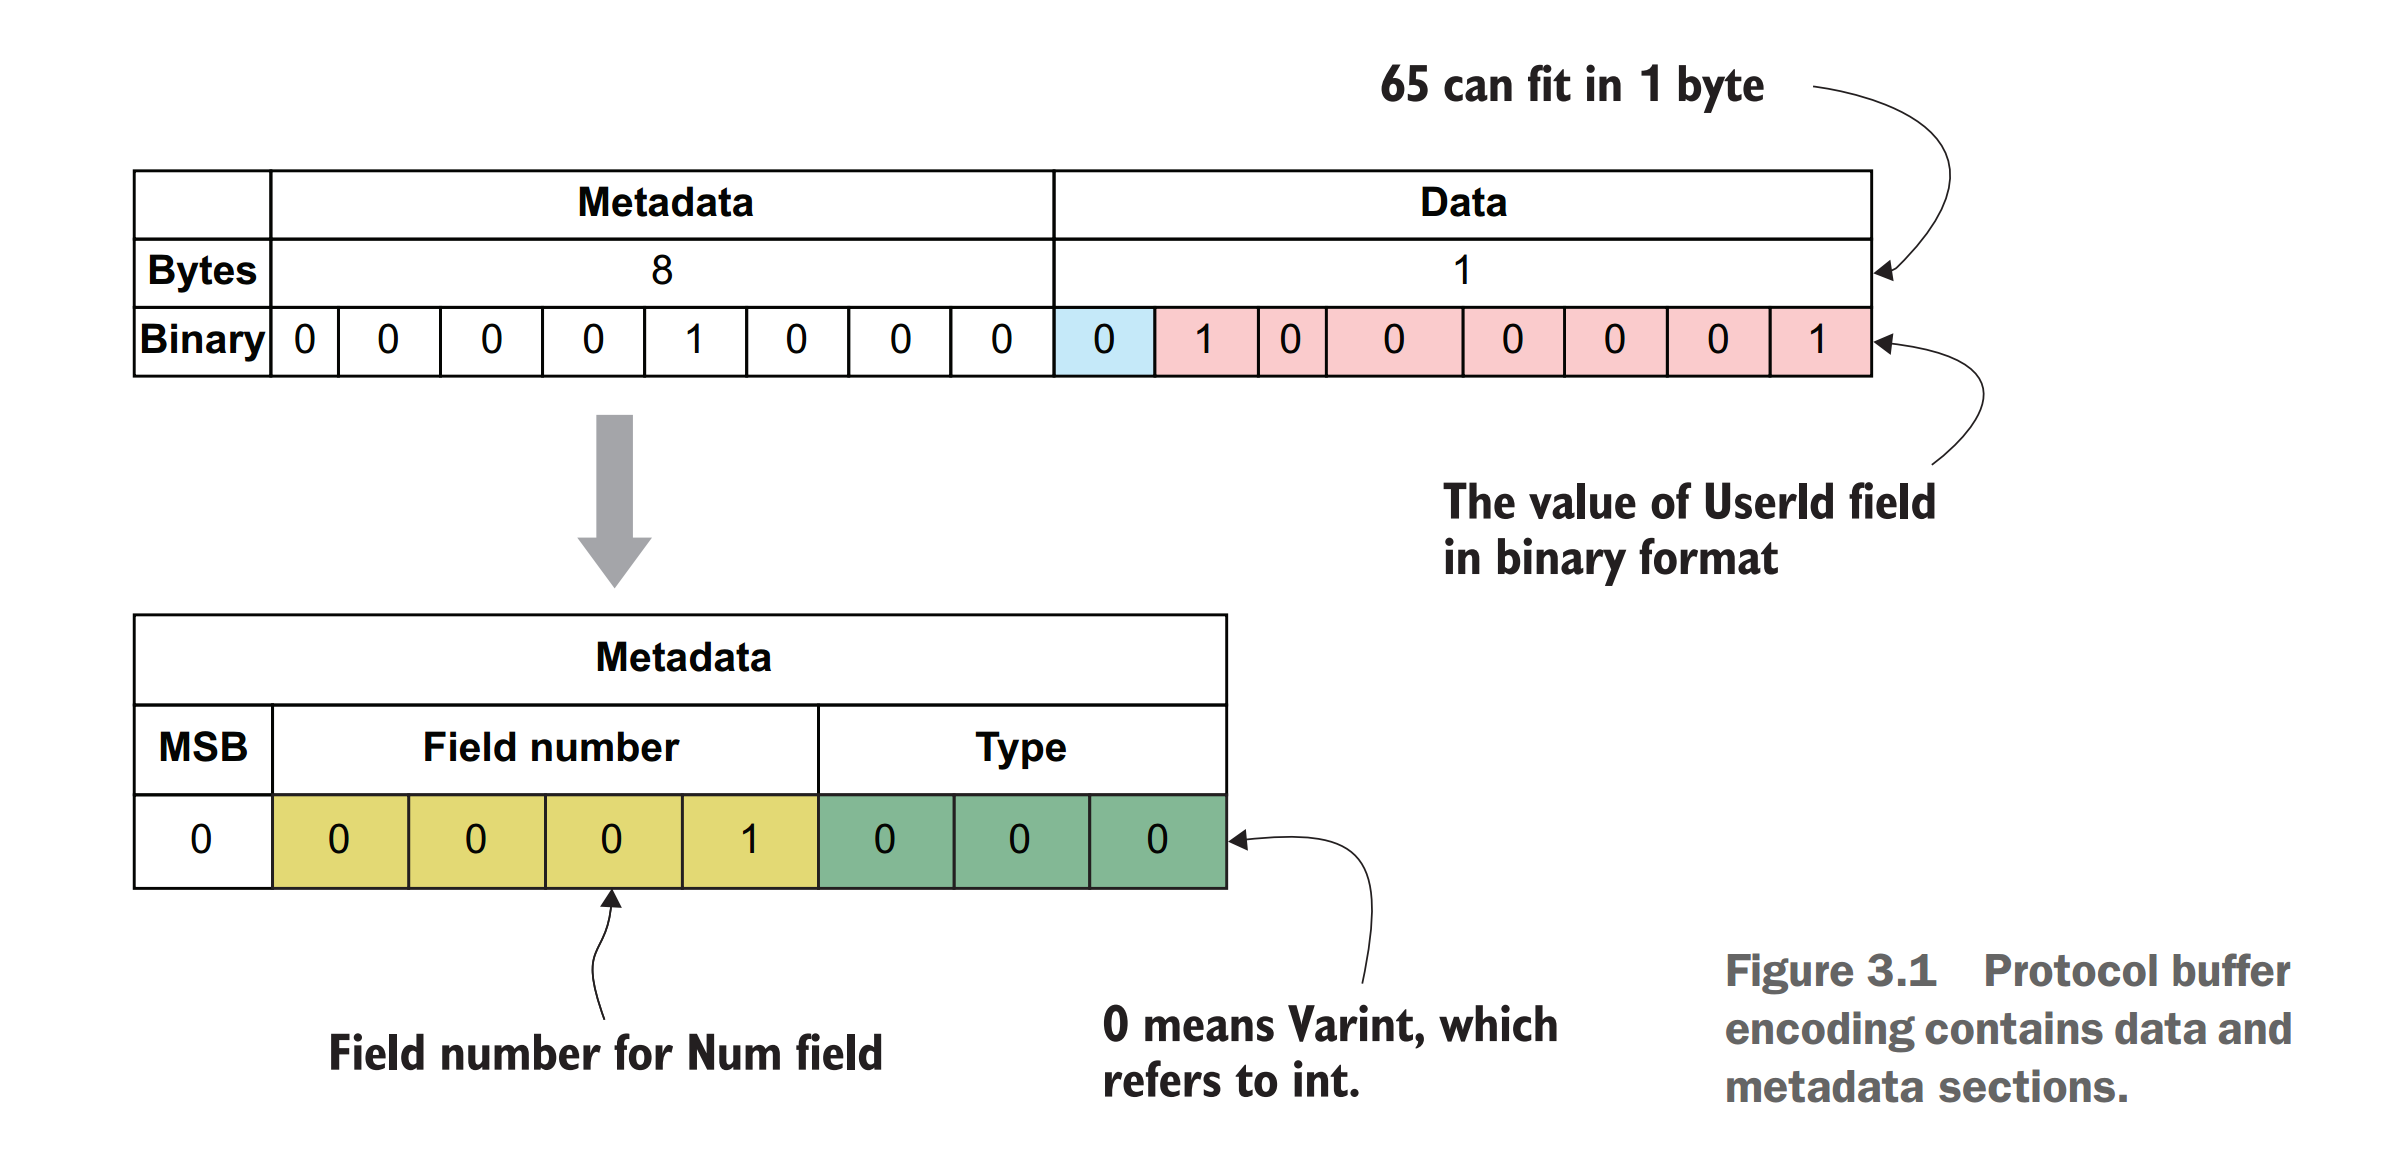 65 can fit in 1 byte
Metadata Data
Bytes 8 1
Binary 0 0 0 0 1 0 0 0 0 1 0 0 0 0 0 1
The value of UserId field
in binary format
Metadata
MSB Field number Type
0 0 0 0 1 0 0 0
Field number for Num field
0 means Varint, which
refers to int.
Figure 3.1 Protocol buffer
encoding contains data and
metadata sections.